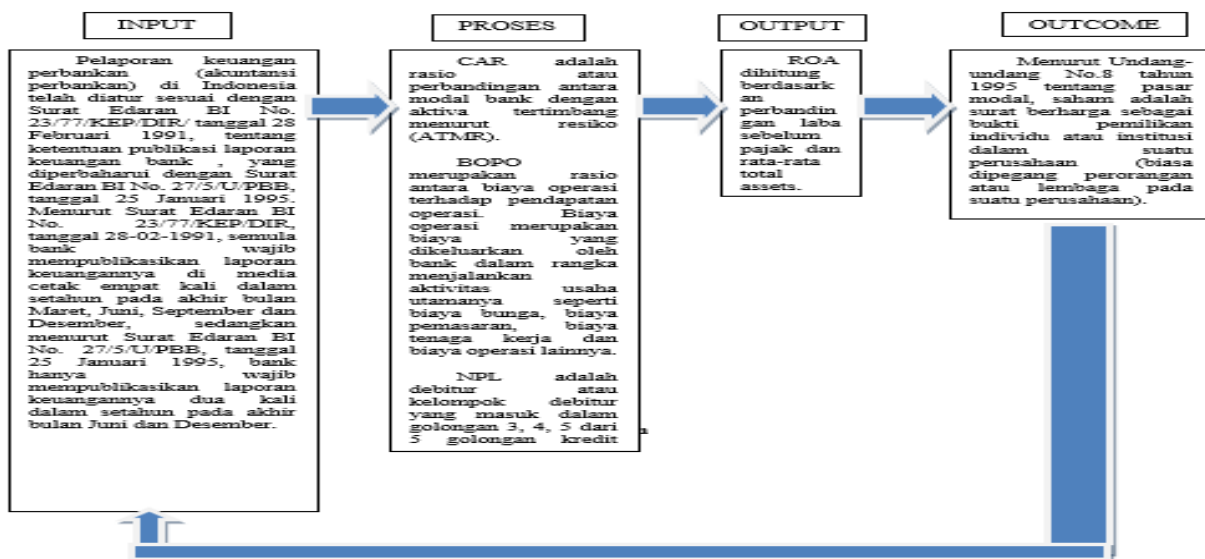 INPUT
Pelaporan keuangan
perbankan (akuntansi
perbankan) di Indonesia
telah diatur sesuai dengan
Surat Edaran BI No.
23/77/KEP/DIR/ tanggal 28
Februari 1991, tentang
ketentuan publikasi laporan
keuangan bank , yang
diperbaharui dengan Surat
Edaran BI No. 27/5/U/PBB,
tanggal 25 Januari 1995.
Menurut Surat Edaran BI
No. 23/77/KEP/DIR,
tanggal 28-02-1991, semula
bank wajib
mempublikasikan laporan
keuangannya di media
cetak empat kali dalam
setahun pada akhir bulan
Maret, Juni, September dan
Desember, sedangkan
menurut Surat Edaran BI
No. 27/5/U/PBB, tanggal
25 Januari 1995, bank
hanya wajib
mempublikasikan laporan
keuangannya dua kali
dalam setahun pada akhir
bulan Juni dan Desember.
PROSES
CAR adalah
rasio atau
perbandingan antara
modal bank dengan
aktiva tertimbang
menurut resiko
(ATMR).
BOPO
merupakan rasio
antara biaya operasi
terhadap pendapatan
operasi. Biaya
operasi merupakan
biaya yang
dikeluarkan oleh
bank dalam rangka
menjalankan
aktivitas usaha
utamanya seperti
biaya bunga, biaya
pemasaran, biaya
tenaga kerja dan
biaya operasi lainnya.
NPL adalah
debitur atau
kelompok debitur
yang masuk dalam
golongan 3, 4, 5 dari
5 golongan kredit
OUTPUT
ROA
dihitung
berdasark
an
perbandin
gan laba
sebelum
pajak dan
rata-rata
total
assets.
OUTCOME
Menurut Undang-
undang No.8 tahun
1995 tentang pasar
modal, saham adalah
surat berharga sebagai
bukti pemilikan
individu atau institusi
dalam suatu
perusahaan (biasa
dipegang perorangan
atau lembaga pada
suatu perusahaan).